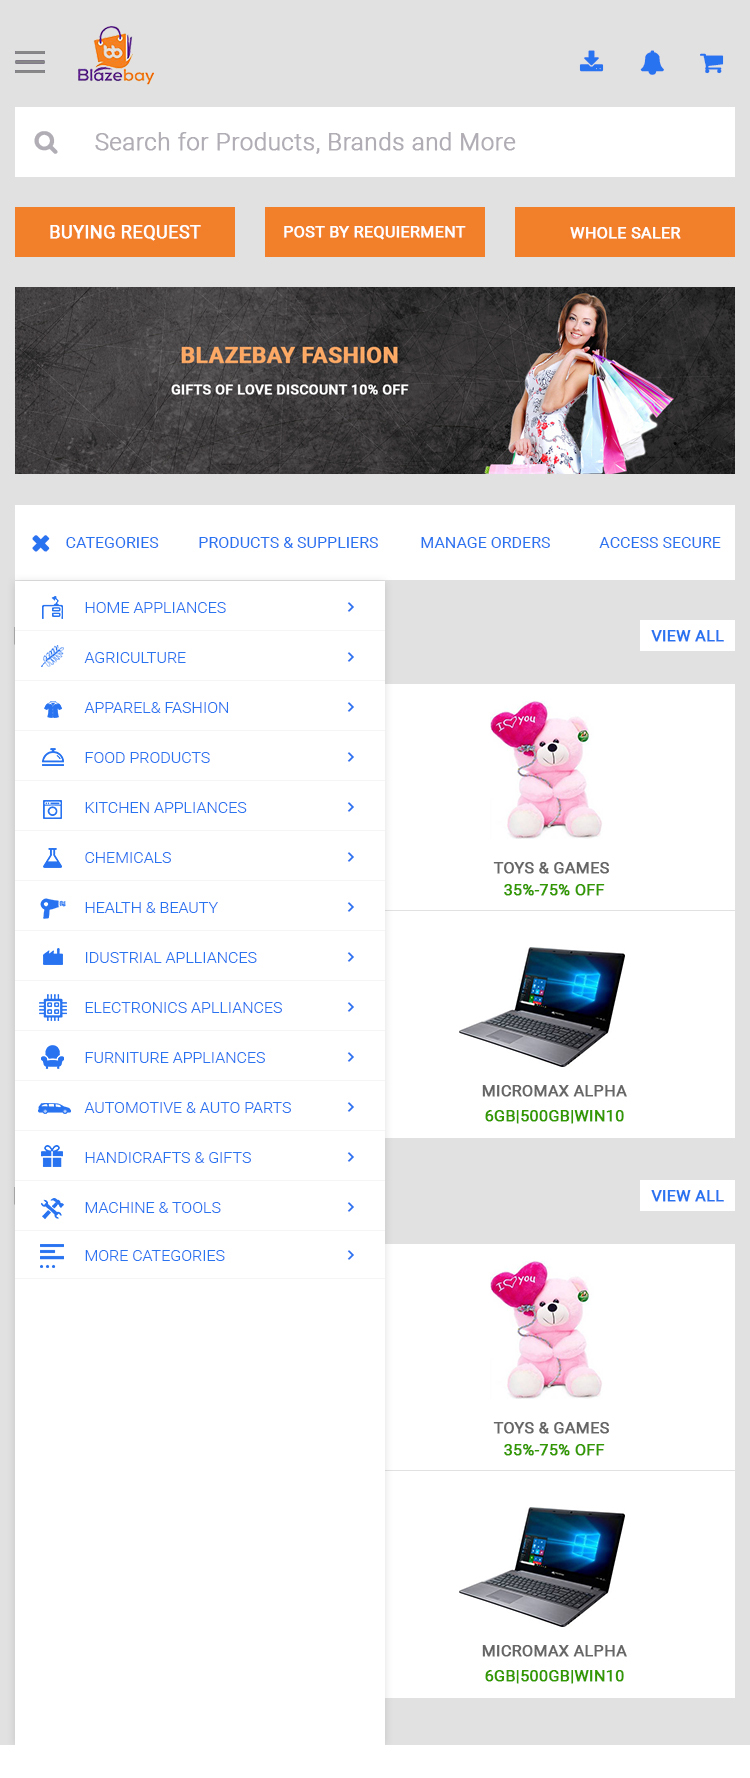 bb
Blazebay
Search for Products, Brands and More
BUYING REQUEST
POST BY REQUIERMENT
WHOLE SALER
BLAZEBAY FASHION
GIFTS OF LOVE DISCOUNT 10% OFF
CATEGORIES
PRODUCTS & SUPPLIERS
MANAGE ORDERS
ACCESS SECURE
HOME APPLIANCES
AGRICULTURE
APPAREL& FASHION
FOOD PRODUCTS
KITCHEN APPLIANCES
CHEMICALS
HEALTH & BEAUTY
IDUSTRIAL APLLIANCES
ELECTRONICS APLLIANCES
FURNITURE APPLIANCES
AUTOMOTIVE & AUTO PARTS
HANDICRAFTS & GIFTS
MACHINE & TOOLS
MORE CATEGORIES
VIEW ALL
I you
TOYS & GAMES
35%-75% OFF
MICROMAX ALPHA
6GB|500GB|WIN10
VIEW ALL
I you
TOYS & GAMES
35%-75% OFF
MICROMAX ALPHA
6GB|500GB|WIN10